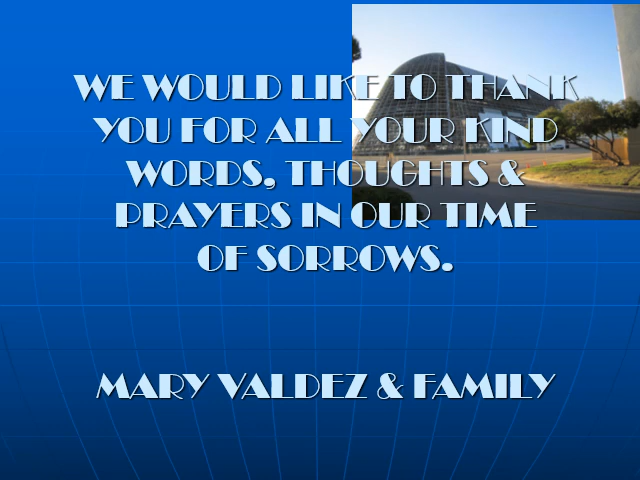 WE WOULD LIKE TO THANK
YOU FOR ALL YOUR KIND
WORDS, THOUGHTS &
PRAYERS IN OUR TIME
OF SORROWS.
MARY VALDEZ & FAMILY